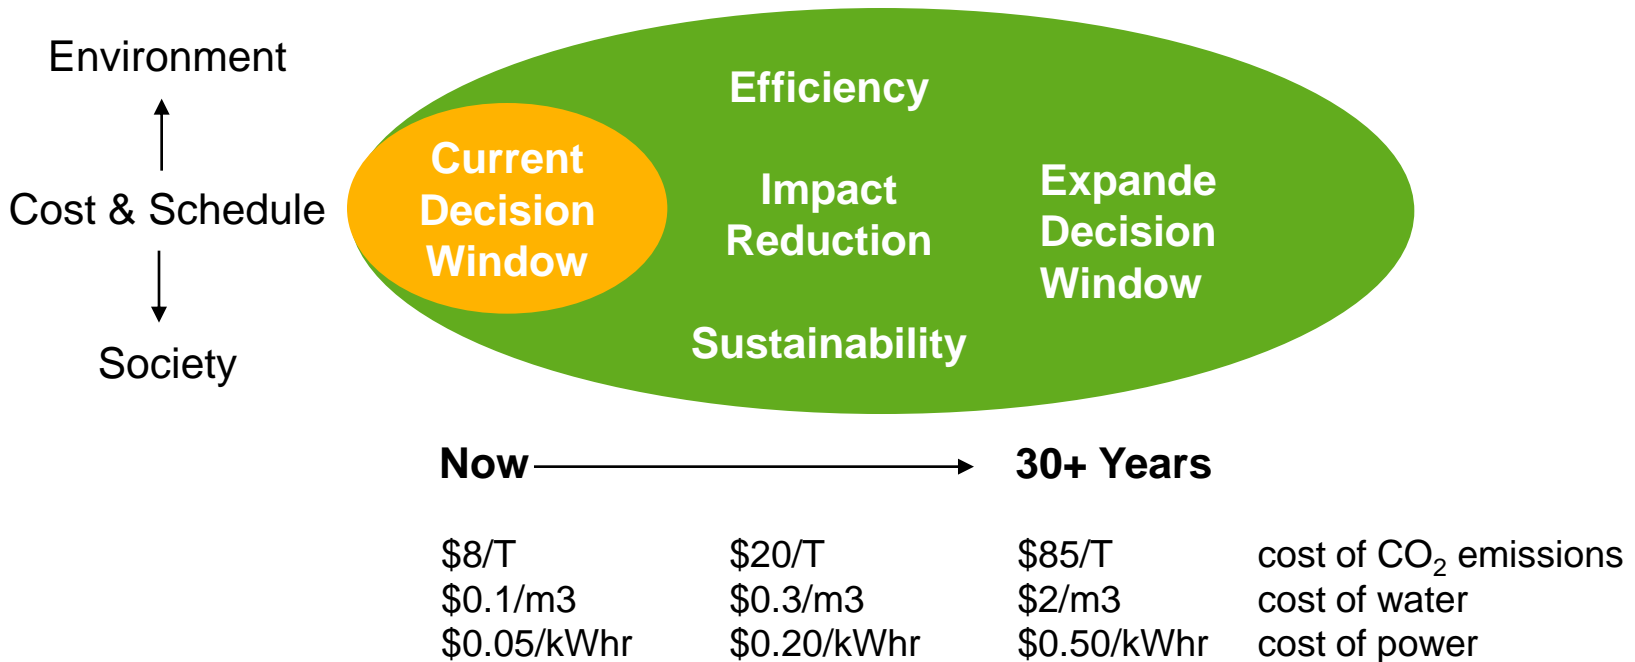 Environment
Cost & Schedule
Society
Current
Decision
Window
Efficiency
Impact
Reduction
Sustainability
Expande
Decision
Window
Now
30+ Years
$8/T $20/T $85/T cost of CO₂ emissions
$0.1/m3 $0.3/m3 $2/m3 cost of water
$0.05/kWhr $0.20/kWhr $0.50/kWhr cost of power